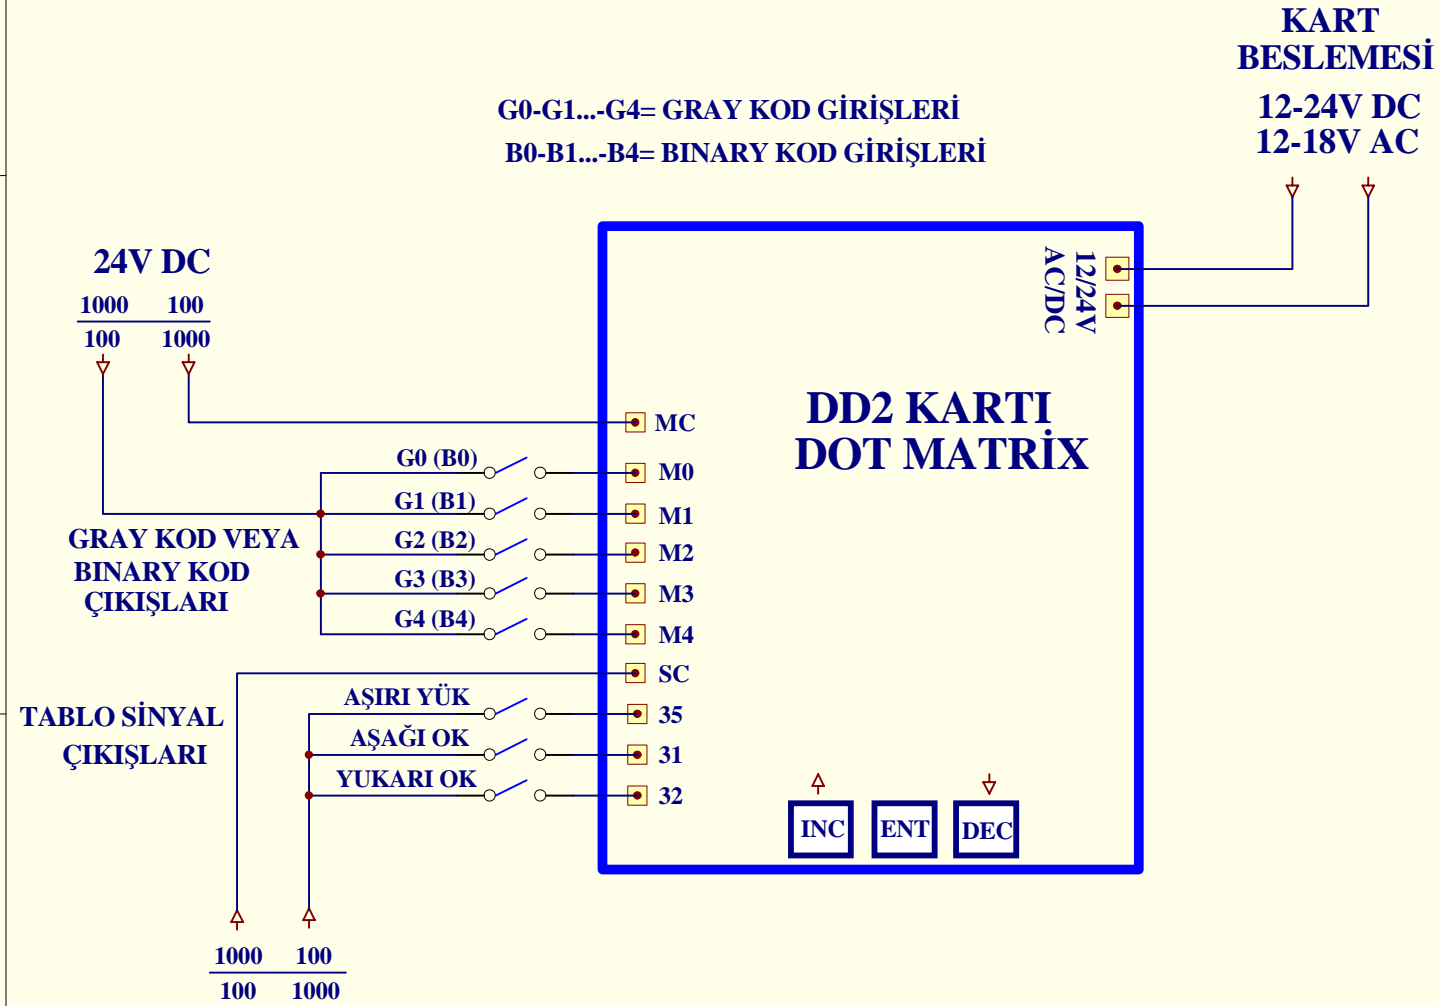 KART
BESLEMESİ
12-24V DC
12-18V AC
G0-G1...-G4= GRAY KOD GİRİŞLERİ
B0-B1...-B4= BINARY KOD GİRİŞLERİ
24V DC
1000 100
100 1000
12/24V
AC/DC
DD2 KARTI
DOT MATRİX
MC
G0 (B0) M0
G1 (B1) M1
G2 (B2) M2
G3 (B3) M3
G4 (B4) M4
GRAY KOD VEYA
BINARY KOD
ÇIKIŞLARI
SC
TABLO SİNYAL
ÇIKIŞLARI
AŞIRI YÜK 35
AŞAĞI OK 31
YUKARI OK 32
INC ENT DEC
1000 100
100 1000